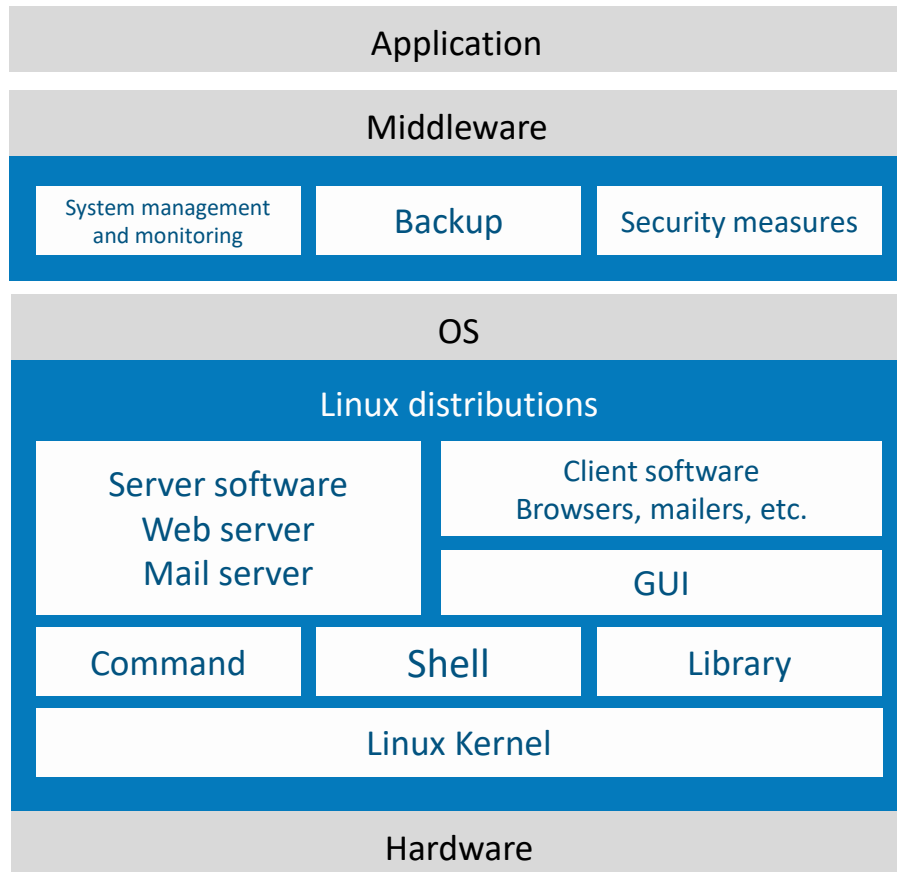 Application
Middleware
System management
and monitoring
Backup
Security measures
OS
Linux distributions
Server software
Web server
Mail server
Client software
Browsers, mailers, etc.
GUI
Command
Shell
Library
Linux Kernel
Hardware